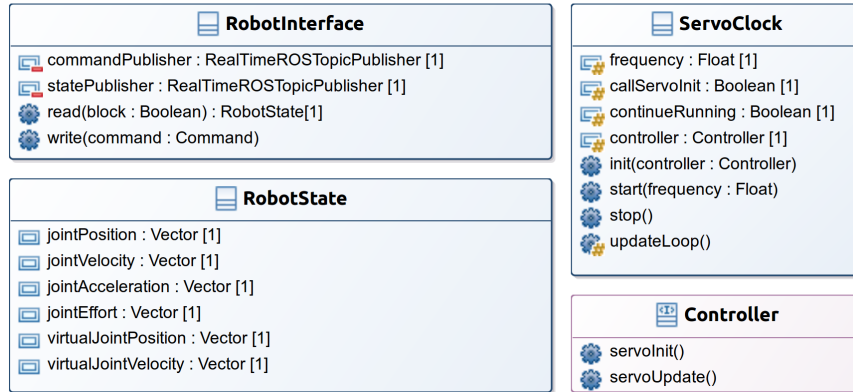 RobotInterface
commandPublisher : RealTimeROSTopicPublisher [1]
statePublisher : RealTimeROSTopicPublisher [1]
read(block : Boolean) : RobotState[1]
write(command : Command)
RobotState
jointPosition : Vector [1]
jointVelocity : Vector [1]
jointAcceleration : Vector [1]
jointEffort : Vector [1]
virtualJointPosition : Vector [1]
virtualJointVelocity : Vector [1]
ServoClock
frequency : Float [1]
callServoInit : Boolean [1]
continueRunning : Boolean [1]
controller : Controller [1]
init(controller : Controller)
start(frequency : Float)
stop()
updateLoop()
Controller
servoInit()
servoUpdate()